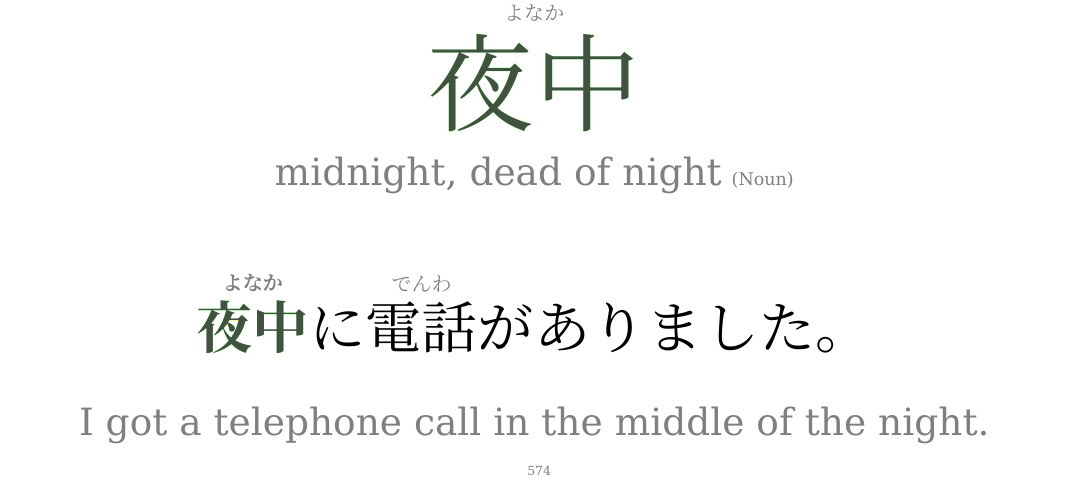 よなか
夜中
midnight, dead of night (Noun)
よなか でんわ
夜中に電話がありました。
I got a telephone call in the middle of the night.
574